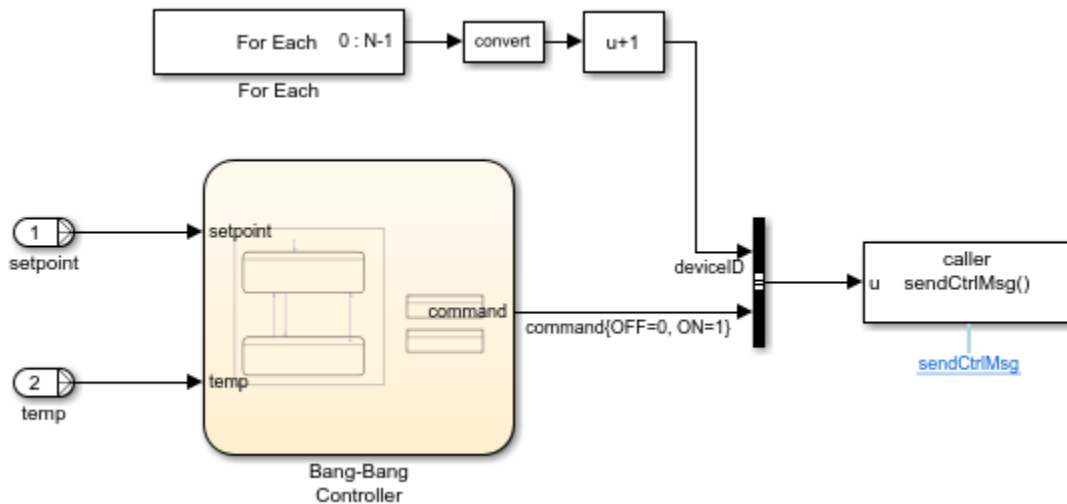 For Each 0 : N-1
For Each
convert
u+1
1
setpoint
setpoint
2
temp
temp
command
Bang-Bang
Controller
deviceID
command{OFF=0, ON=1}
caller
u sendCtrlMsg()
sendCtrlMsg